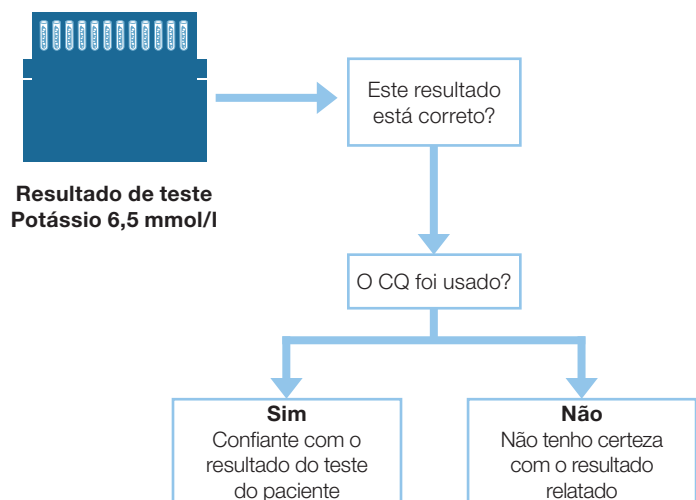 Este resultado
está correto?
Resultado de teste
Potássio 6,5 mmol/l
O CQ foi usado?
Sim
Confiante com o
resultado do teste
do paciente
Não
Não tenho certeza
com o resultado
relatado